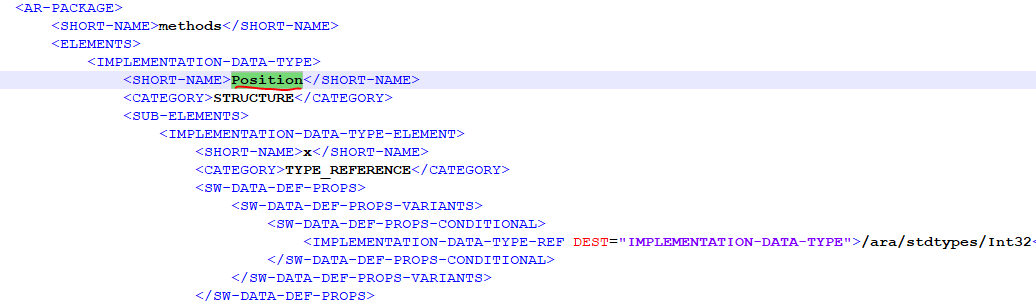 <AR-PACKAGE>
<SHORT-NAME>methods</SHORT-NAME>
<ELEMENTS>
<IMPLEMENTATION-DATA-TYPE>
<SHORT-NAME>Position</SHORT-NAME>
<CATEGORY>STRUCTURE</CATEGORY>
<SUB-ELEMENTS>
<IMPLEMENTATION-DATA-TYPE-ELEMENT>
<SHORT-NAME>x</SHORT-NAME>
<CATEGORY>TYPE_REFERENCE</CATEGORY>
<SW-DATA-DEF-PROPS>
<SW-DATA-DEF-PROPS-VARIANTS>
<SW-DATA-DEF-PROPS-CONDITIONAL>
<IMPLEMENTATION-DATA-TYPE-REF DEST="IMPLEMENTATION-DATA-TYPE">/ara/stdtypes/Int32<
</SW-DATA-DEF-PROPS-CONDITIONAL>
</SW-DATA-DEF-PROPS-VARIANTS>
</SW-DATA-DEF-PROPS>